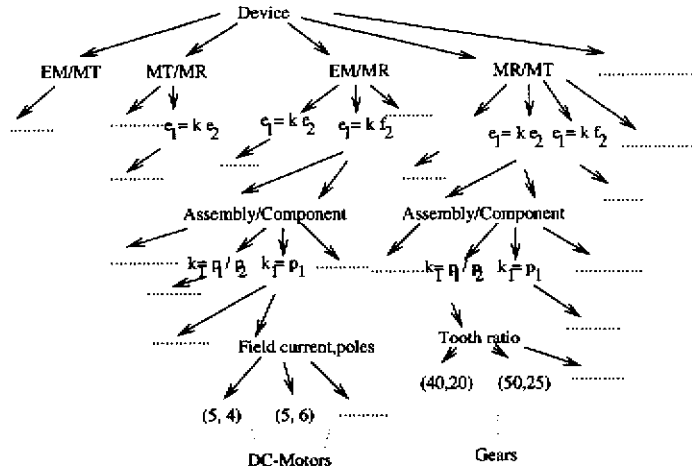 Device
EM/MT MT/MR EM/MR MR/MT
e1 = k e2 e1 = k e2 e1 = k f2 e1 = k e2 e1 = k f2
Assembly/Component Assembly/Component
k1 = p1 / p2 k1 = p1 k1 = p1 / p2 k1 = p1
Field current,poles Tooth ratio
(5, 4) (5, 6) (40,20) (50,25)
DC-Motors Gears